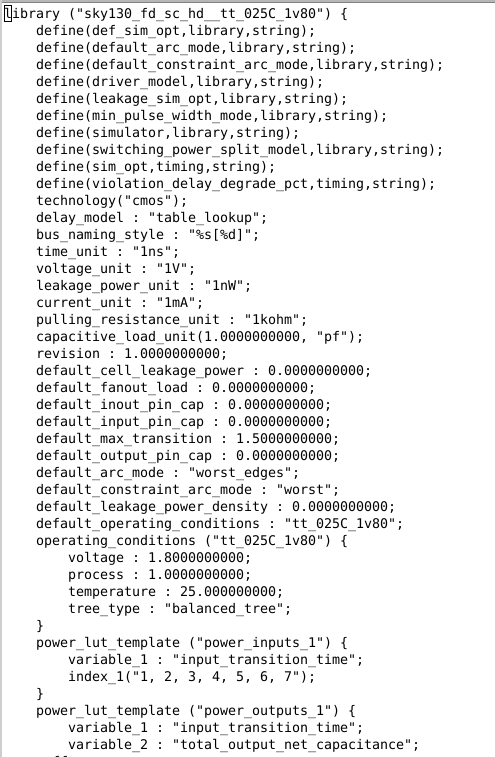 library ("sky130_fd_sc_hd__tt_025C_1v80") {
    define(def_sim_opt,library,string);
    define(default_arc_mode,library,string);
    define(default_constraint_arc_mode,library,string);
    define(driver_model,library,string);
    define(leakage_sim_opt,library,string);
    define(min_pulse_width_mode,library,string);
    define(simulator,library,string);
    define(switching_power_split_model,library,string);
    define(sim_opt,timing,string);
    define(violation_delay_degrade_pct,timing,string);
    technology("cmos");
    delay_model : "table_lookup";
    bus_naming_style : "%s[%d]";
    time_unit : "1ns";
    voltage_unit : "1V";
    leakage_power_unit : "1nW";
    current_unit : "1mA";
    pulling_resistance_unit : "1kohm";
    capacitive_load_unit(1.0000000000, "pf");
    revision : 1.0000000000;
    default_cell_leakage_power : 0.0000000000;
    default_fanout_load : 0.0000000000;
    default_inout_pin_cap : 0.0000000000;
    default_input_pin_cap : 0.0000000000;
    default_max_transition : 1.5000000000;
    default_output_pin_cap : 0.0000000000;
    default_arc_mode : "worst_edges";
    default_constraint_arc_mode : "worst";
    default_leakage_power_density : 0.0000000000;
    default_operating_conditions : "tt_025C_1v80";
    operating_conditions ("tt_025C_1v80") {
        voltage : 1.8000000000;
        process : 1.0000000000;
        temperature : 25.000000000;
        tree_type : "balanced_tree";
    }
    power_lut_template ("power_inputs_1") {
        variable_1 : "input_transition_time";
        index_1("1, 2, 3, 4, 5, 6, 7");
    }
    power_lut_template ("power_outputs_1") {
        variable_1 : "input_transition_time";
        variable_2 : "total_output_net_capacitance";